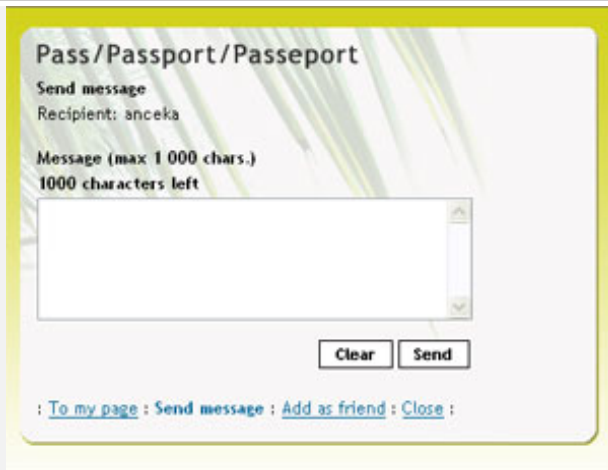 Pass/Passport/Passeport
Send message
Recipient: anceka
Message (max 1 000 chars.)
1000 characters left
Clear Send
: To my page : Send message : Add as friend : Close :